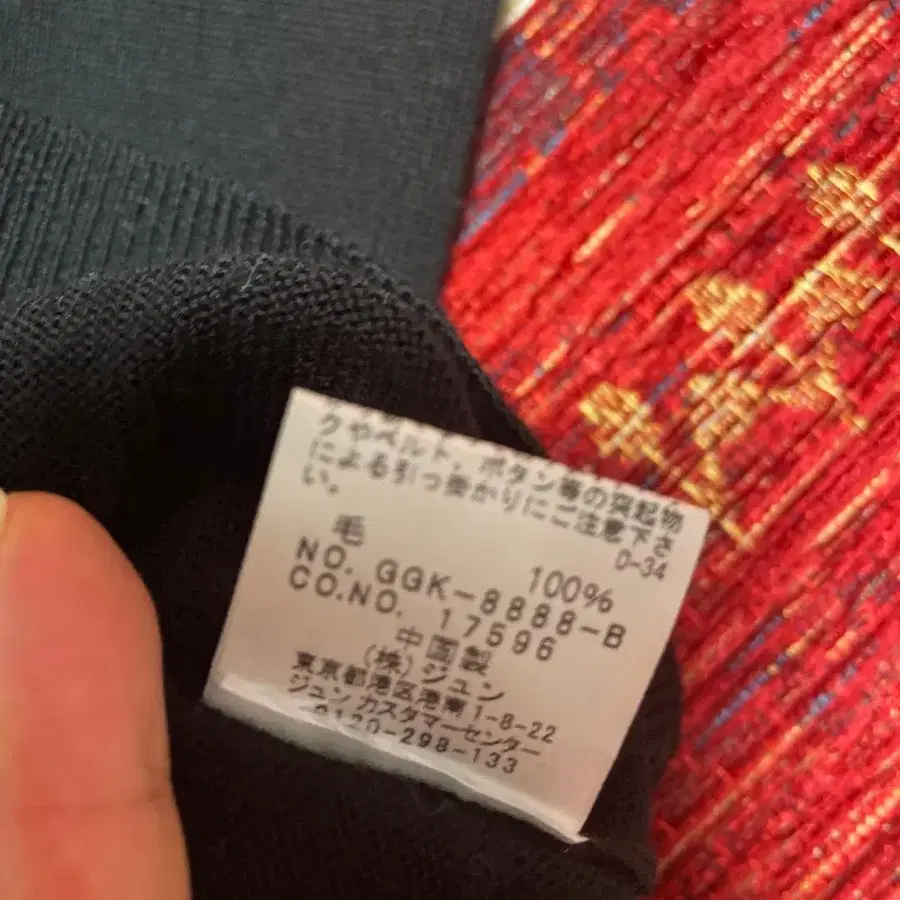 クやベルト、ボタン等の突起物
による引っ掛かりにご注意下さ
い。
D-34
毛 100%
NO. GGK-8888-B
CO.NO. 17596
中国製
(株)ジュン
東京都港区港南1-8-22
ジュンカスタマーセンター
0120-298-133